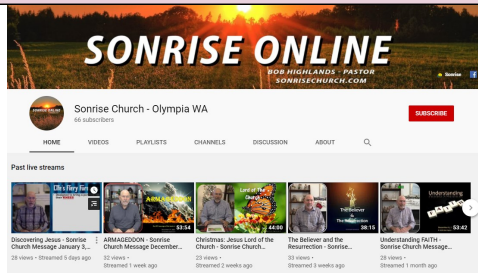 SONRISE ONLINE
BOB HIGHLANDS - PASTOR
SONRISECHURCH.COM
Sonrise
Sonrise Church - Olympia WA
66 subscribers
SUBSCRIBE
HOME VIDEOS PLAYLISTS CHANNELS DISCUSSION ABOUT
Past live streams
Life's Fiery
ARMAGEDDON
53:54
Lord of The
Church
44:00
The Believer
&
The Resurrection
38:15
Understanding
53:42
Discovering Jesus - Sonrise
Church Message January 3,...
28 views • Streamed 5 days ago
ARMAGEDDON - Sonrise
Church Message December...
32 views •
Streamed 1 week ago
Christmas: Jesus Lord of the
Church - Sonrise Church...
23 views •
Streamed 2 weeks ago
The Believer and the
Resurrection - Sonrise...
33 views •
Streamed 3 weeks ago
Understanding FAITH -
Sonrise Church Message...
28 views •
Streamed 1 month ago